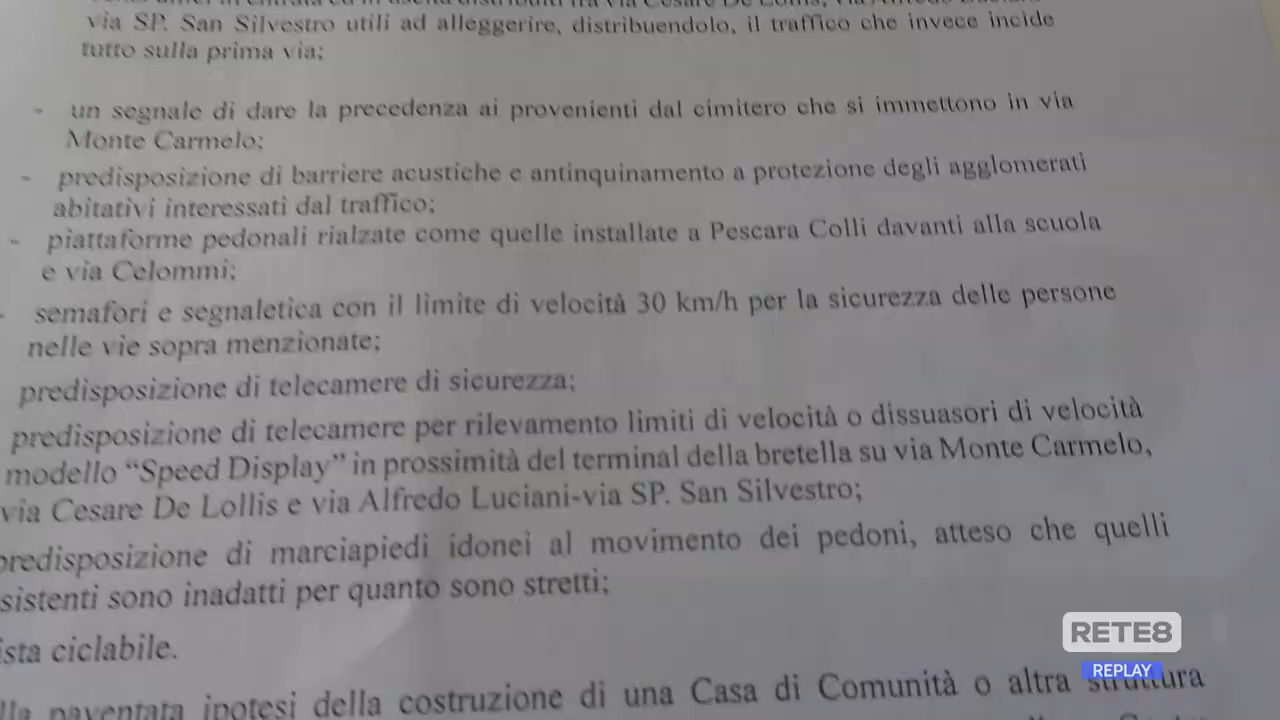 via SP. San Silvestro utili ad alleggerire, distribuendolo, il traffico che invece incide
tutto sulla prima via;
- un segnale di dare la precedenza ai provenienti dal cimitero che si immettono in via
Monte Carmelo;
- predisposizione di barriere acustiche e antinquinamento a protezione degli agglomerati
abitativi interessati dal traffico;
- piattaforme pedonali rialzate come quelle installate a Pescara Colli davanti alla scuola
e via Celommi;
- semafori e segnaletica con il limite di velocità 30 km/h per la sicurezza delle persone
nelle vie sopra menzionate;
predisposizione di telecamere di sicurezza;
predisposizione di telecamere per rilevamento limiti di velocità o dissuasori di velocità
modello “Speed Display” in prossimità del terminal della bretella su via Monte Carmelo,
via Cesare De Lollis e via Alfredo Luciani-via SP. San Silvestro;
predisposizione di marciapiedi idonei al movimento dei pedoni, atteso che quelli
sistenti sono inadatti per quanto sono stretti;
ista ciclabile.
lla paventata ipotesi della costruzione di una Casa di Comunità o altra struttura
RETE8
REPLAY